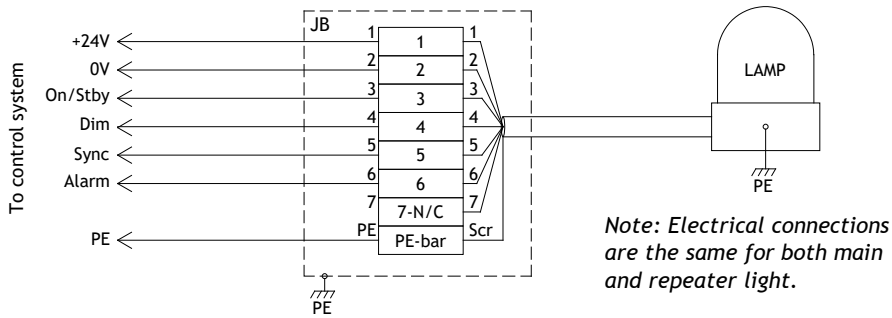 To control system
JB
+24V 1 1 1
0V 2 2 2
On/Stby 3 3 3
Dim 4 4 4
Sync 5 5 5
Alarm 6 6 6
7 7-N/C 7
PE PE PE-bar Scr
PE
LAMP
PE
Note: Electrical connections
are the same for both main
and repeater light.